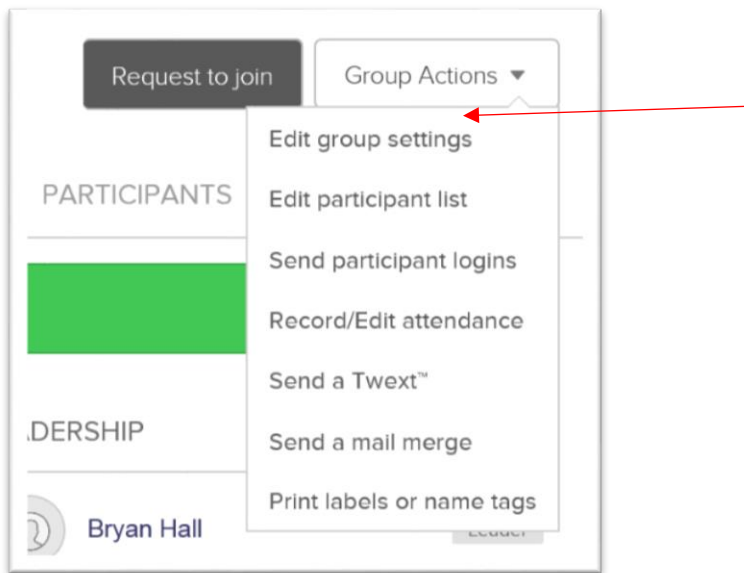 Request to join
Group Actions ▼
Edit group settings
PARTICIPANTS
Edit participant list
Send participant logins
Record/Edit attendance
Send a Twext™
DERSHIP
Send a mail merge
Print labels or name tags
Bryan Hall
Leader